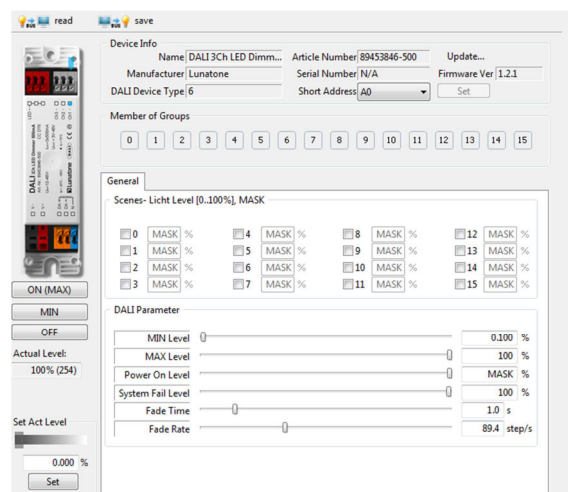 read save
Device Info
Name DALI 3Ch LED Dimm... Article Number 89453846-500 Update...
Manufacturer Lunatone Serial Number N/A Firmware Ver 1.2.1
DALI Device Type 6 Short Address A0 Set
Member of Groups
0 1 2 3 4 5 6 7 8 9 10 11 12 13 14 15
General
Scenes- Licht Level [0..100%], MASK
0 MASK % 4 MASK % 8 MASK % 12 MASK %
1 MASK % 5 MASK % 9 MASK % 13 MASK %
2 MASK % 6 MASK % 10 MASK % 14 MASK %
3 MASK % 7 MASK % 11 MASK % 15 MASK %
DALI Parameter
MIN Level 0.100 %
MAX Level 100 %
Power On Level MASK %
System Fail Level 100 %
Fade Time 1.0 s
Fade Rate 89.4 step/s
DALI 3Ch LED Dimmer 500mA
Lunatone
ON (MAX)
MIN
OFF
Actual Level:
100% (254)
Set Act Level
0.000 %
Set